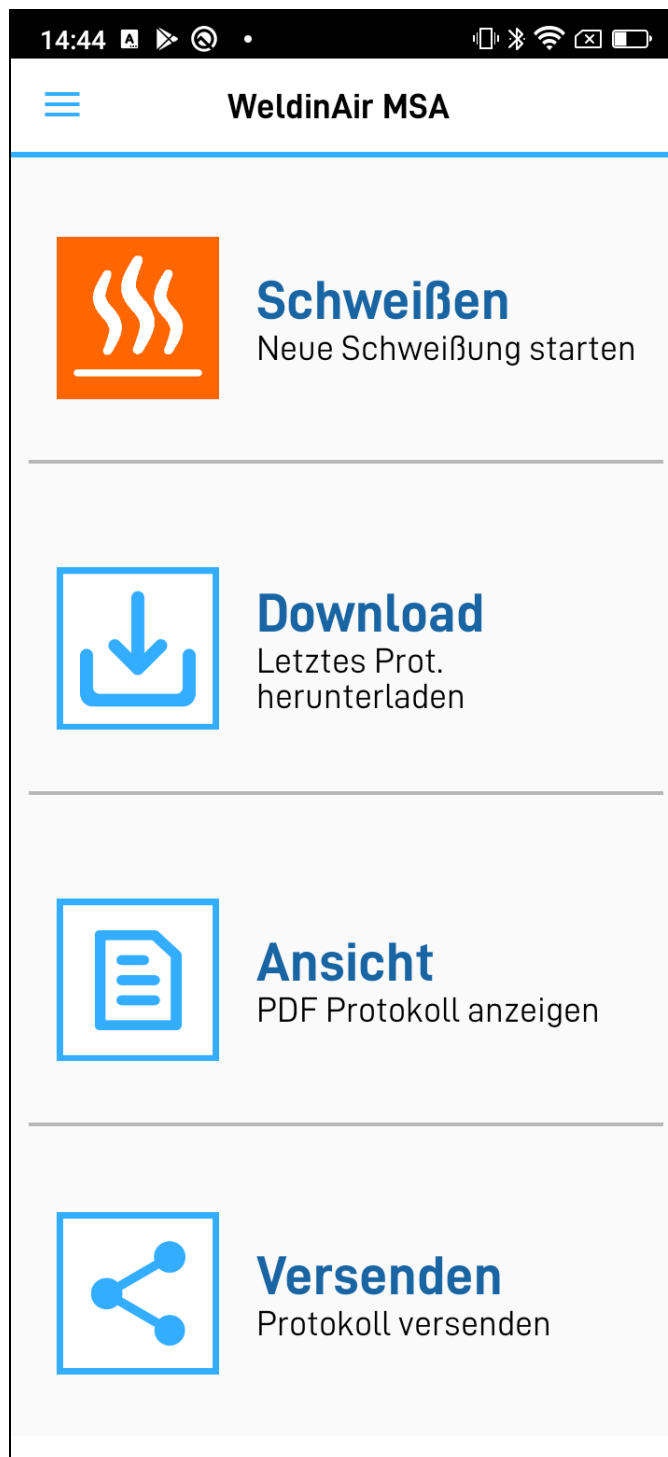 14:44
WeldinAir MSA
Schweißen
Neue Schweißung starten
Download
Letztes Prot.
herunterladen
Ansicht
PDF Protokoll anzeigen
Versenden
Protokoll versenden